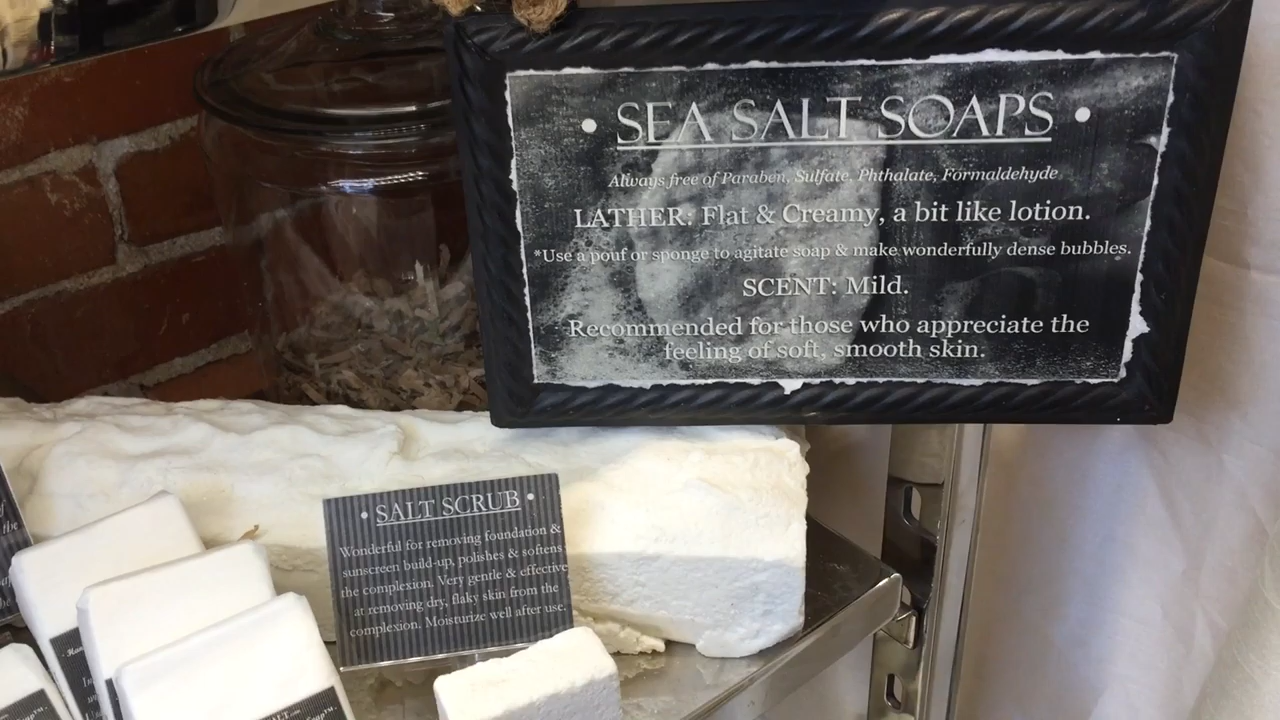 • SEA SALT SOAPS •
Always free of Paraben, Sulfate, Phthalate, Formaldehyde
LATHER: Flat & Creamy, a bit like lotion.
*Use a pouf or sponge to agitate soap & make wonderfully dense bubbles.
SCENT: Mild.
Recommended for those who appreciate the
feeling of soft, smooth skin.
• SALT SCRUB •
Wonderful for removing foundation &
sunscreen build-up, polishes & softens
the complexion. Very gentle & effective
at removing dry, flaky skin from the
complexion. Moisturize well after use.